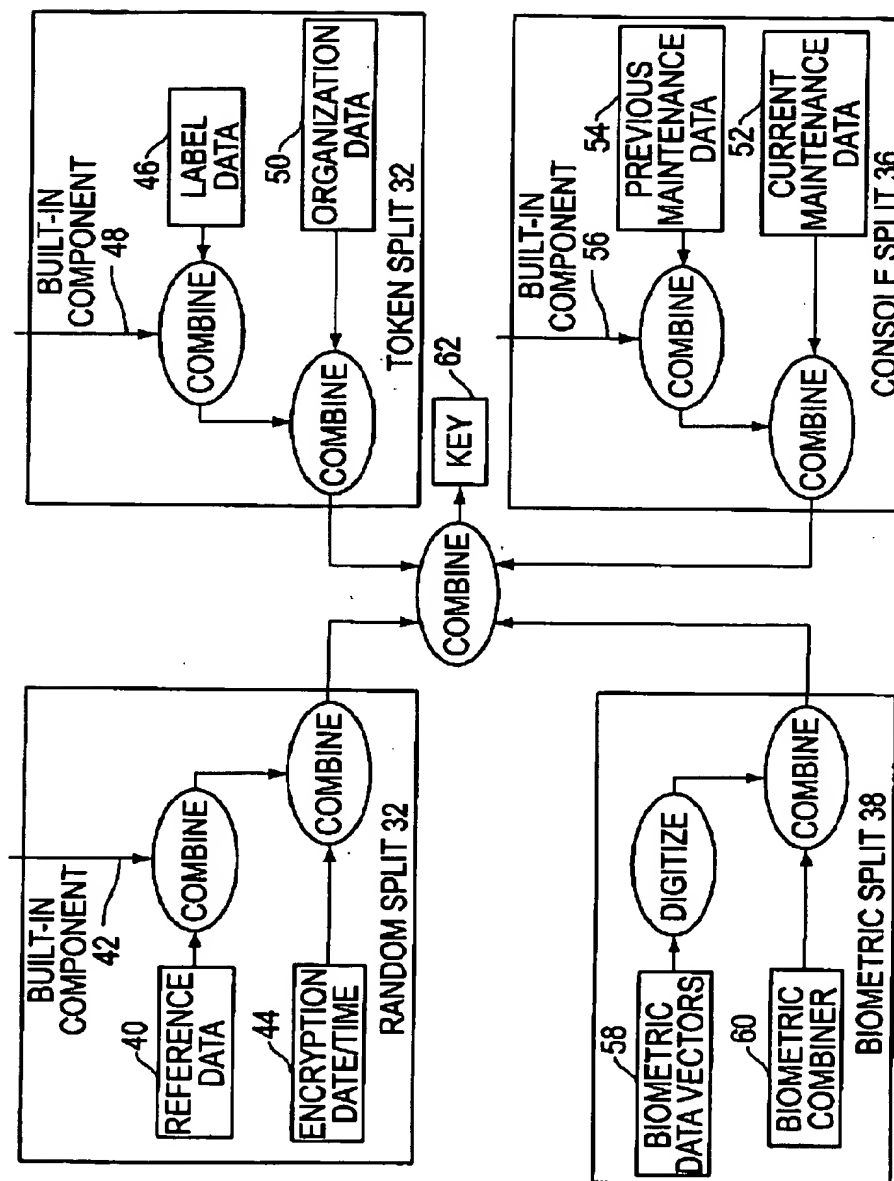 BUILT-IN
COMPONENT
42
40
REFERENCE
DATA
COMBINE
44
ENCRYPTION
DATE/TIME
COMBINE
RANDOM SPLIT 32
BUILT-IN
COMPONENT
48
46
LABEL
DATA
COMBINE
50
ORGANIZATION
DATA
COMBINE
TOKEN SPLIT 32
COMBINE
KEY
62
58
BIOMETRIC
DATA VECTORS
DIGITIZE
60
BIOMETRIC
COMBINER
COMBINE
BIOMETRIC SPLIT 38
BUILT-IN
COMPONENT
56
54
PREVIOUS
MAINTENANCE
DATA
COMBINE
52
CURRENT
MAINTENANCE
DATA
COMBINE
CONSOLE SPLIT 36